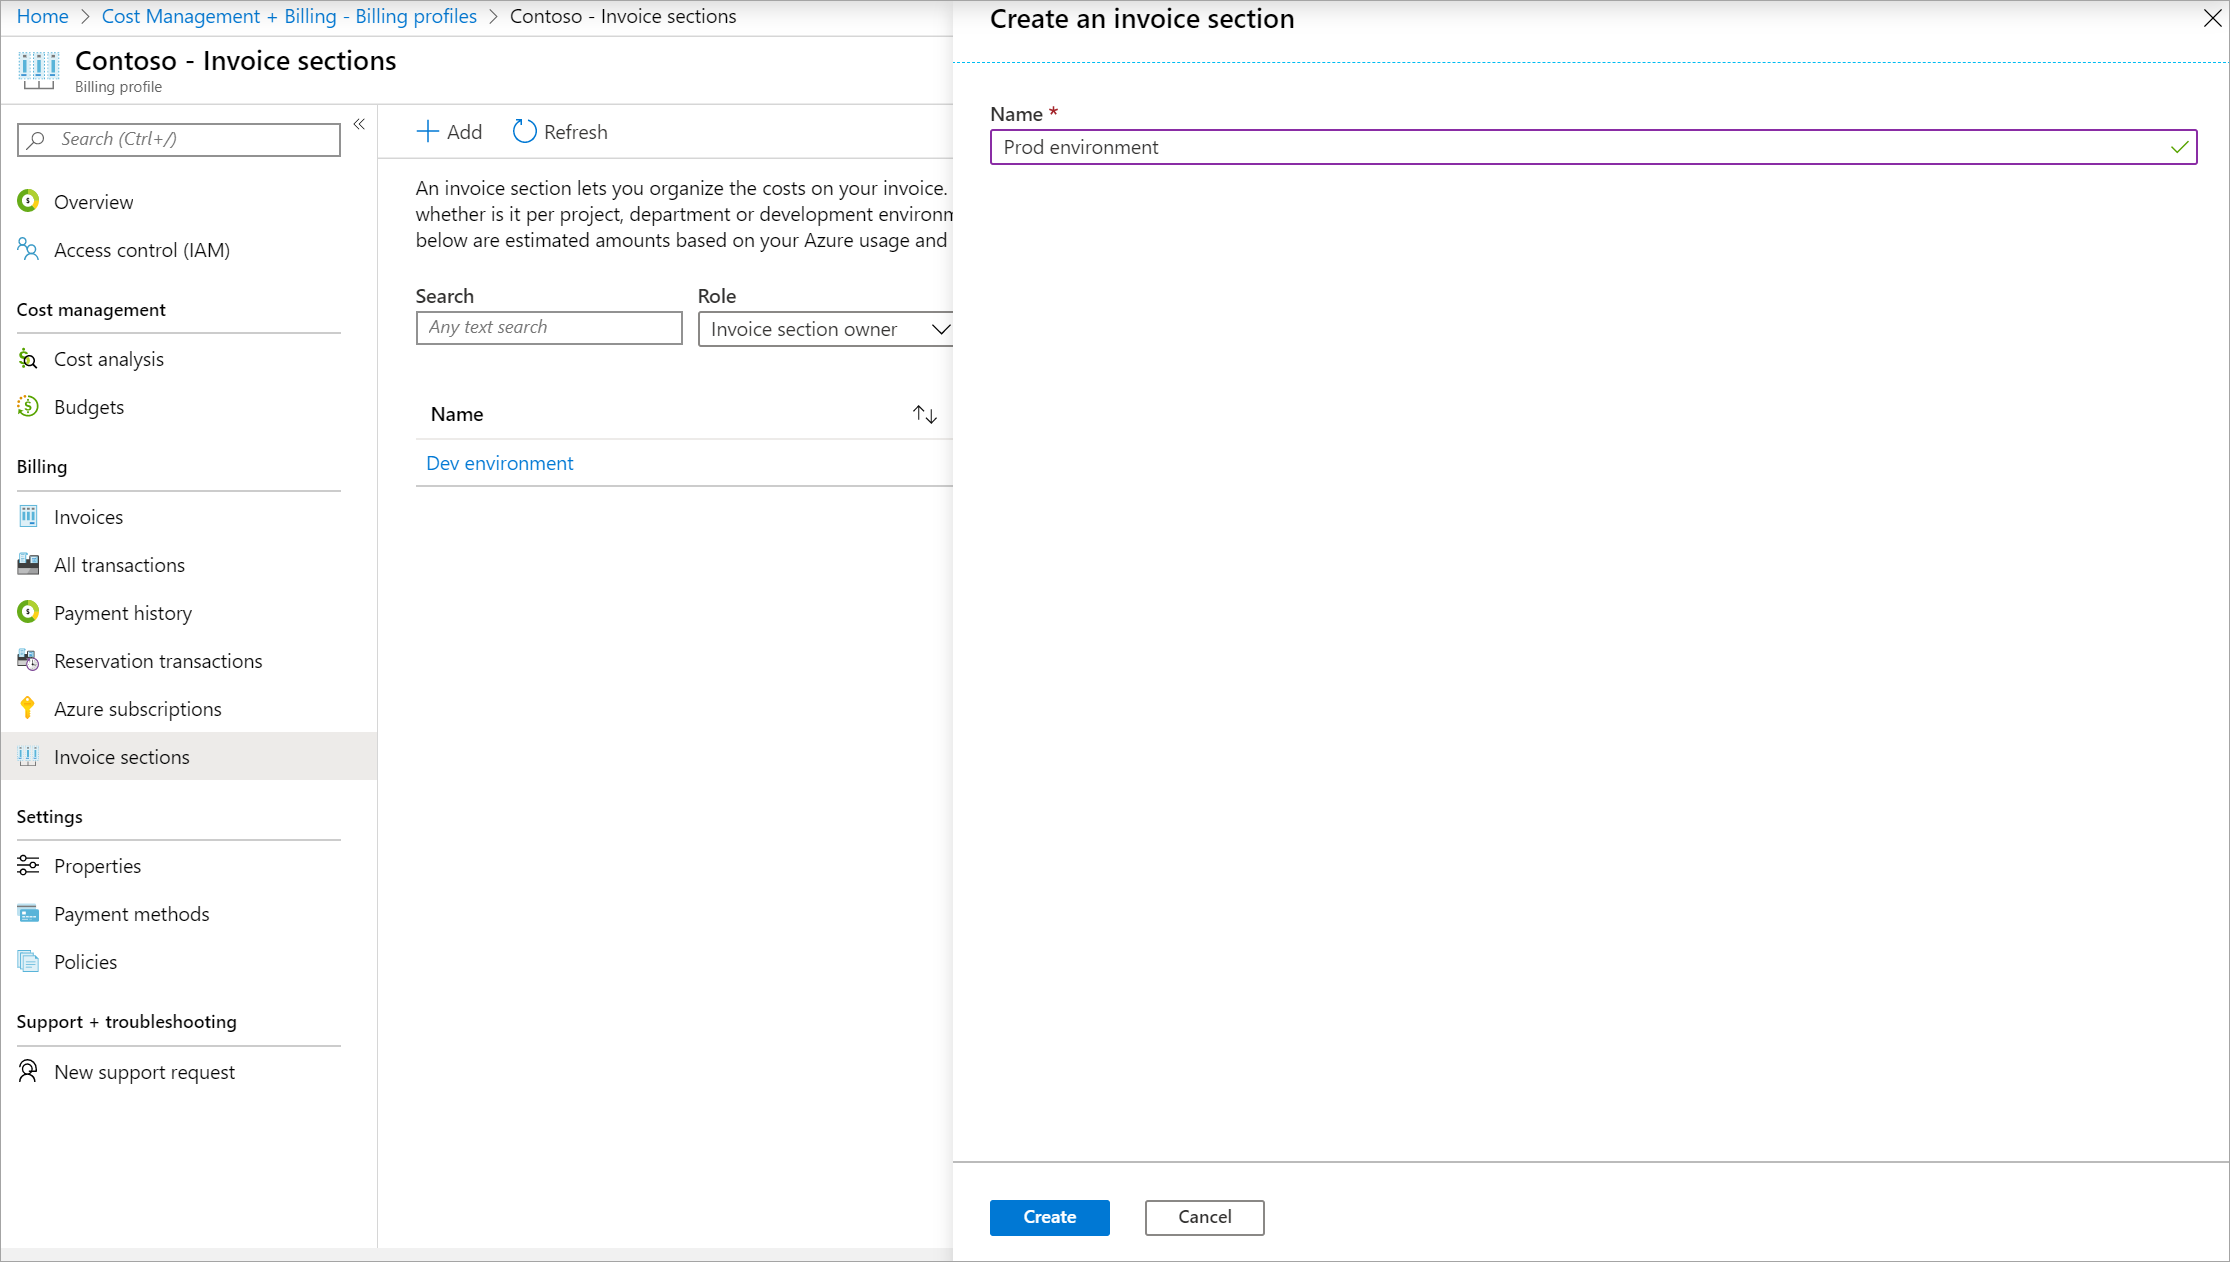 Home > Cost Management + Billing - Billing profiles > Contoso - Invoice sections
Contoso - Invoice sections
Billing profile
Search (Ctrl+/)
Overview
Access control (IAM)
Cost management
Cost analysis
Budgets
Billing
Invoices
All transactions
Payment history
Reservation transactions
Azure subscriptions
Invoice sections
Settings
Properties
Payment methods
Policies
Support + troubleshooting
New support request
Add Refresh
An invoice section lets you organize the costs on your invoice.
whether is it per project, department or development environm
below are estimated amounts based on your Azure usage and
Search Role
Any text search Invoice section owner
Name
Dev environment
Create an invoice section
Name *
Prod environment
Create Cancel